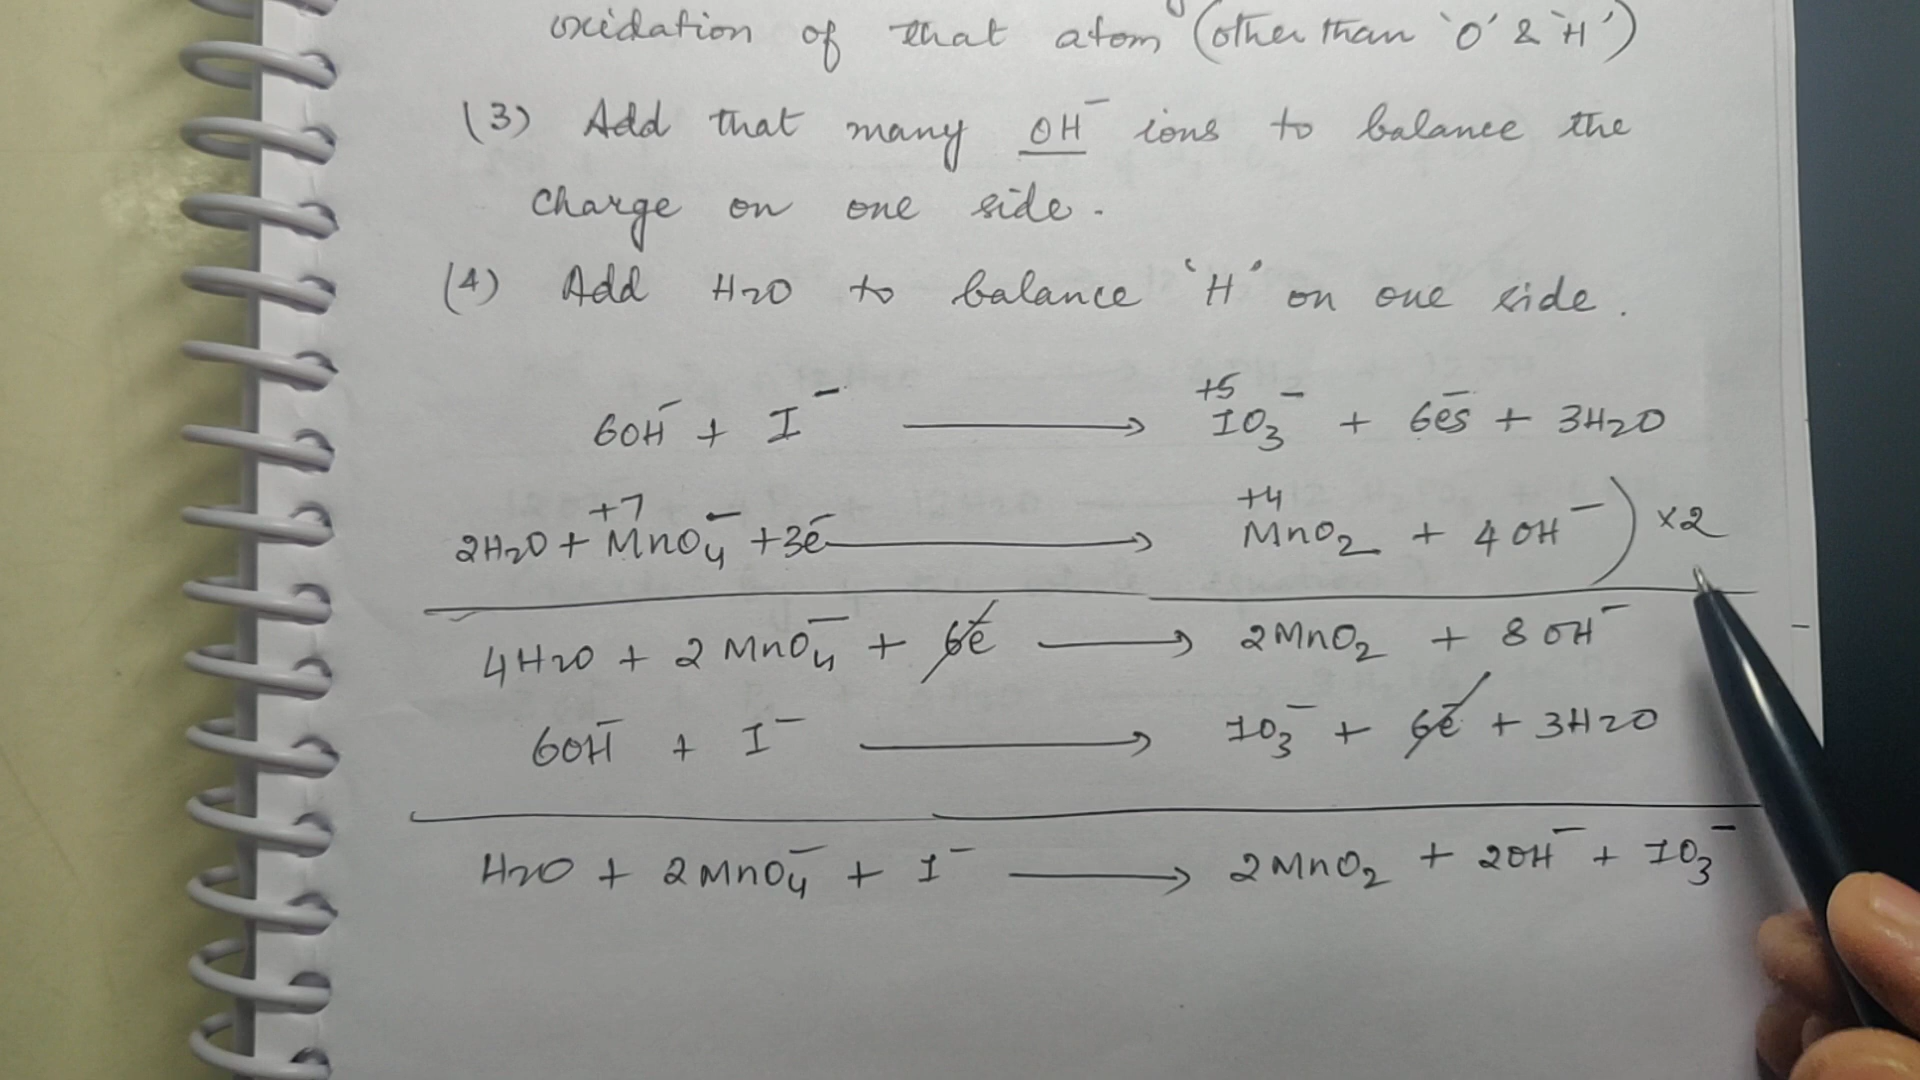 oxidation of that atom (other than 'O' & 'H')
(3) Add that many OH⁻ ions to balance the
charge on one side.
(4) Add H2O to balance 'H' on one side.
+5
6OH⁻ + I⁻ ⟶ IO₃⁻ + 6e⁻s + 3H2O
+7 +4
2H2O + MnO₄⁻ + 3e⁻ ⟶ MnO₂ + 4OH⁻) ×2
4H2O + 2MnO₄⁻ + 6e⁻ ⟶ 2MnO₂ + 8OH⁻
6OH⁻ + I⁻ ⟶ IO₃⁻ + 6e⁻ + 3H2O
H2O + 2MnO₄⁻ + I⁻ ⟶ 2MnO₂ + 2OH⁻ + IO₃⁻